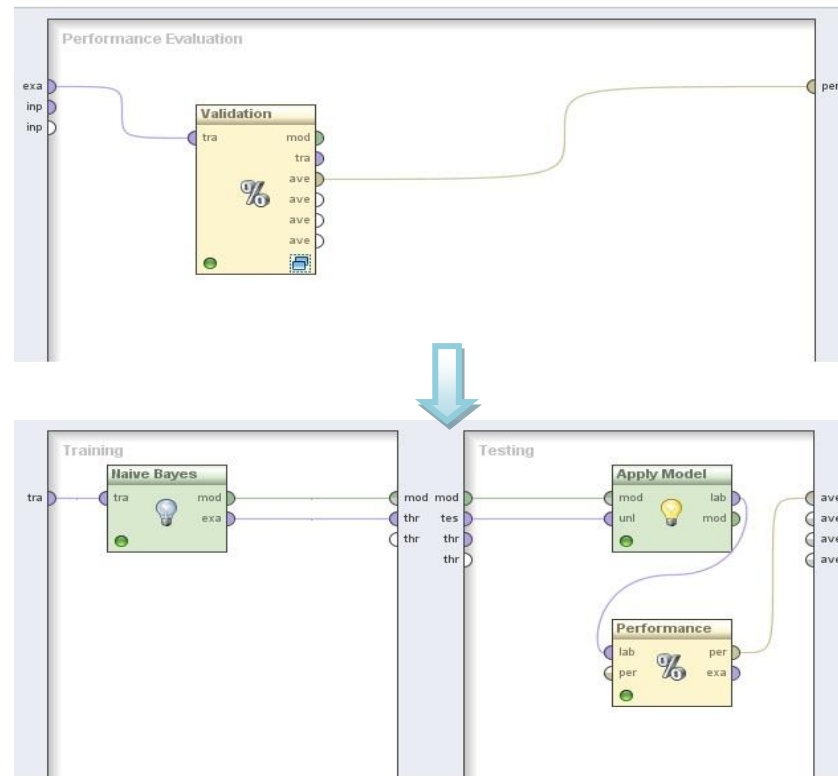 Performance Evaluation
exa
inp
inp
per
Validation
tra mod
tra
ave
ave
ave
ave
Training
Naive Bayes
tra
tra mod
exa
mod
thr
thr
Testing
mod
tes
thr
thr
Apply Model
mod lab
unl mod
Performance
lab per
per exa
ave
ave
ave
ave